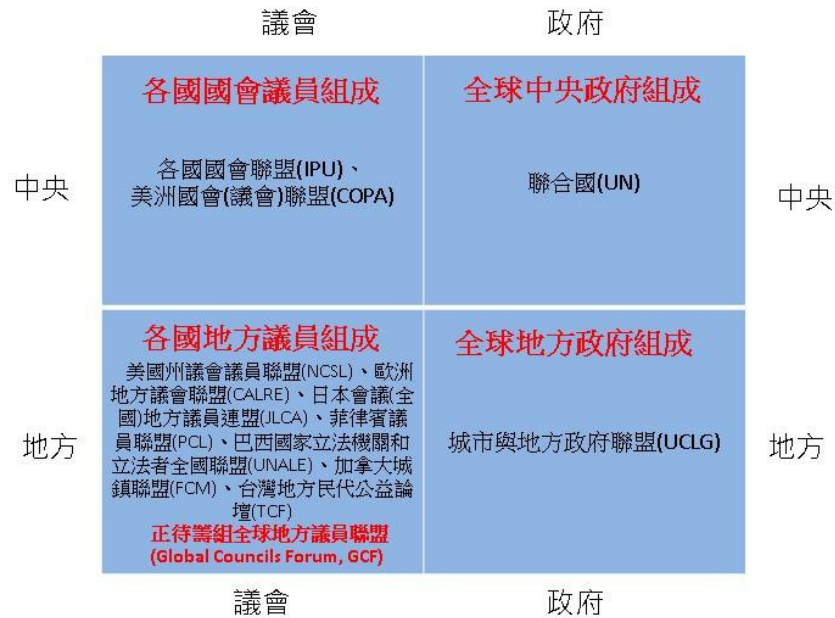 議會 政府
各國國會議員組成
各國國會聯盟(IPU)、
美洲國會(議會)聯盟(COPA)
全球中央政府組成
聯合國(UN)
中央
中央
各國地方議員組成
美國州議會議員聯盟(NCSL)、歐洲
地方議會聯盟(CALRE)、日本會議(全
國)地方議員連盟(JLCA)、菲律賓議
員聯盟(PCL)、巴西國家立法機關和
立法者全國聯盟(UNALE)、加拿大城
鎮聯盟(FCM)、台灣地方民代公益論
壇(TCF)
正待籌組全球地方議員聯盟
(Global Councils Forum, GCF)
全球地方政府組成
城市與地方政府聯盟(UCLG)
地方
地方
議會 政府